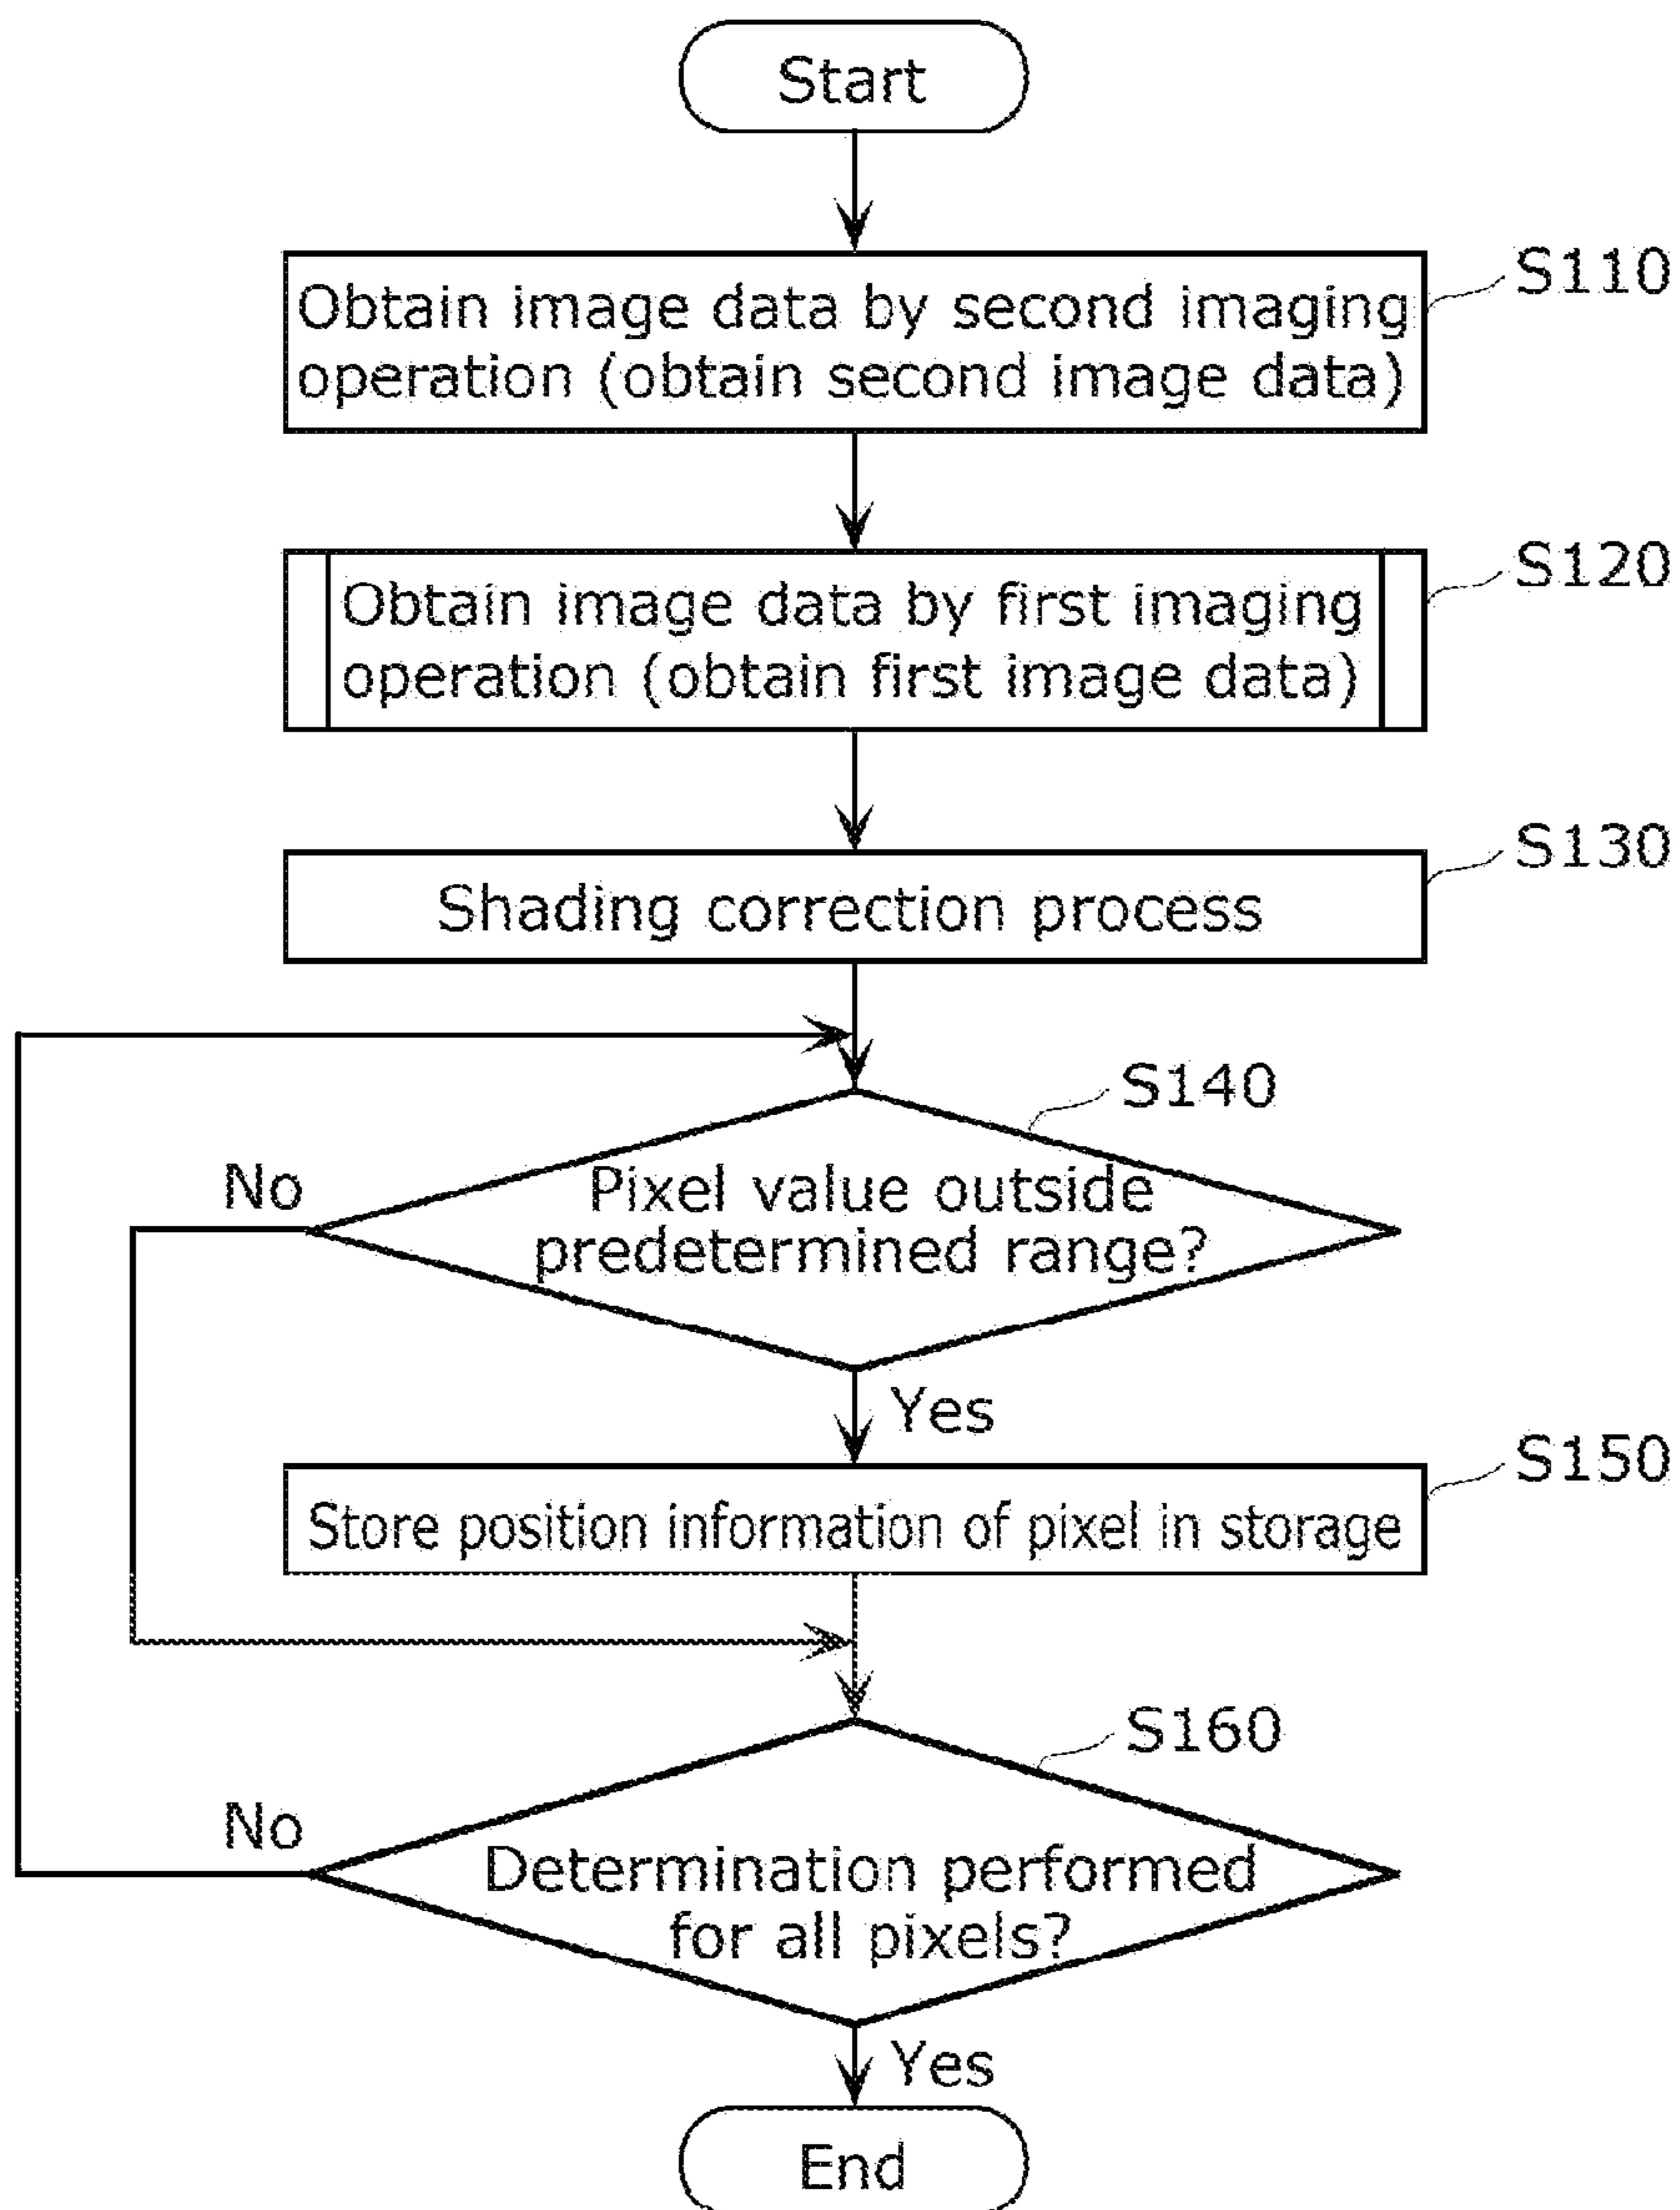 Start
S110
Obtain image data by second imaging
operation (obtain second image data)
S120
Obtain image data by first imaging
operation (obtain first image data)
S130
Shading correction process
S140
No
Pixel value outside
predetermined range?
Yes
S150
Store position information of pixel in storage
S160
No
Determination performed
for all pixels?
Yes
End